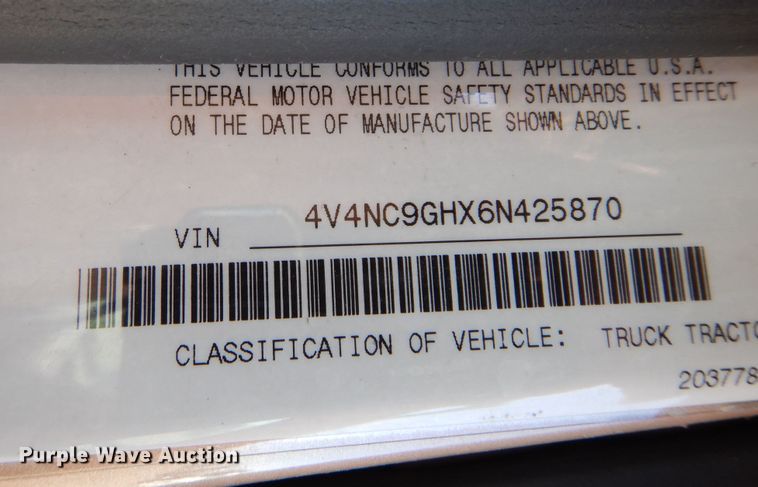 THIS VEHICLE CONFORMS TO ALL APPLICABLE U.S.A.
FEDERAL MOTOR VEHICLE SAFETY STANDARDS IN EFFECT
ON THE DATE OF MANUFACTURE SHOWN ABOVE.
VIN 4V4NC9GHX6N425870
CLASSIFICATION OF VEHICLE: TRUCK TRACTO
203778
Purple Wave Auction